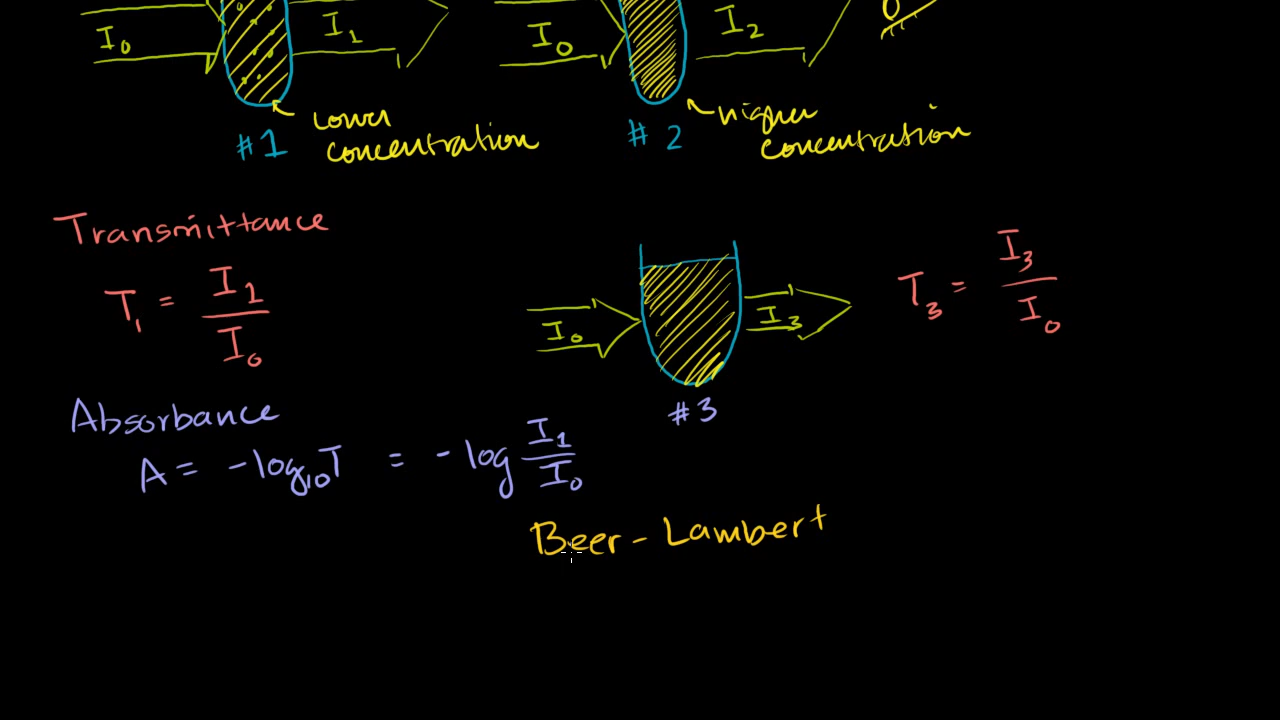 I₀ I₁ I₀ I₂
lower
concentration
#1
higher
concentration
#2
Transmittance
T₁ = I₁/I₀
I₀ I₃
#3
T₃ = I₃/I₀
Absorbance
A = -log₁₀T = -log I₁/I₀
Beer - Lambert